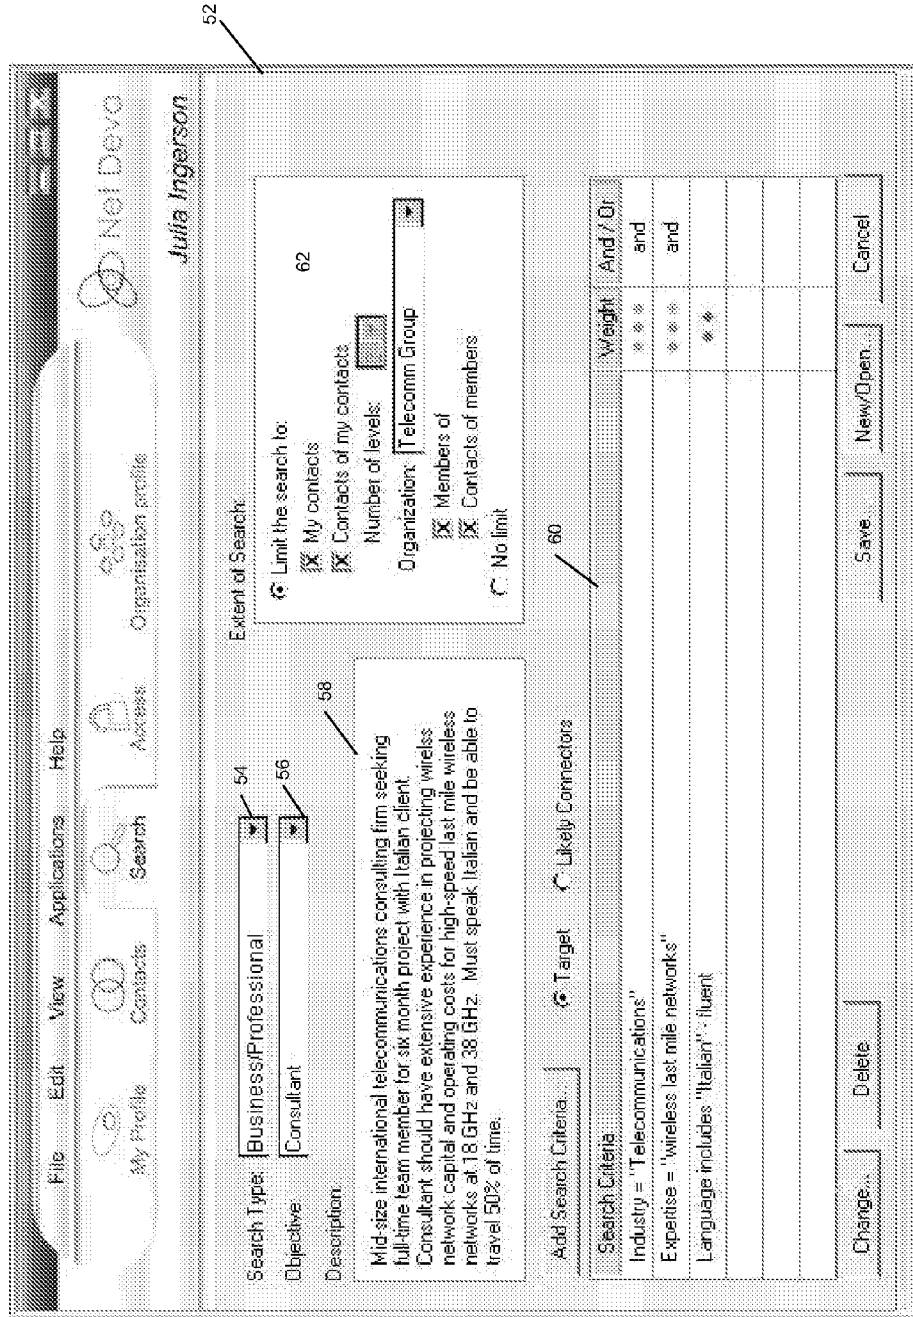 52
Net Devo
File Edit View Applications Help
My Profile Contacts Search Access Organisation profile
Julia Ingerson
Search Type: Business/Professional
54
Objective: Consultant
56
Description:
58
Mid-size international telecommunications consulting firm seeking
full-time team member for six month project with Italian client.
Consultant should have extensive experience in projecting wirelss
network capital and operating costs for high-speed last mile wireless
networks at 18 GHz and 38 GHz. Must speak Italian and be able to
travel 50% of time.
Extent of Search:
Limit the search to:
62
My contacts
Contacts of my contacts
Number of levels:
Organization: Telecomm Group
Members of
Contacts of members
No limit
Add Search Criteria... Target Likely Connectors
60
Search Criteria Weight And / Or
Industry = "Telecommunications" * * * and
Expertise = "wireless last mile networks" * * * and
Language includes "Italian" - fluent * *
Change... Delete Save... New/Open... Cancel